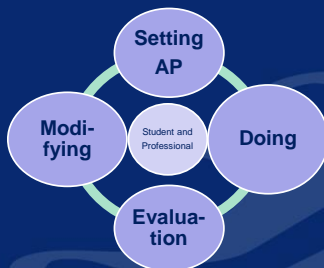 Setting
AP
Modi-
fying
Student and
Professional
Doing
Evalua-
tion